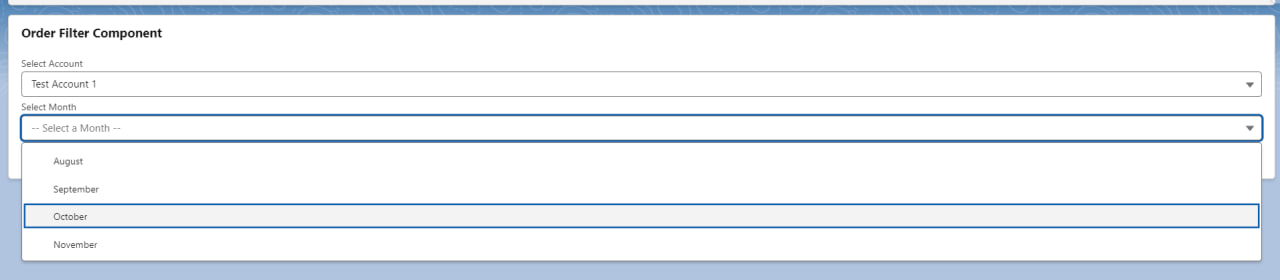 Order Filter Component
Select Account
Test Account 1
Select Month
-- Select a Month --
August
September
October
November